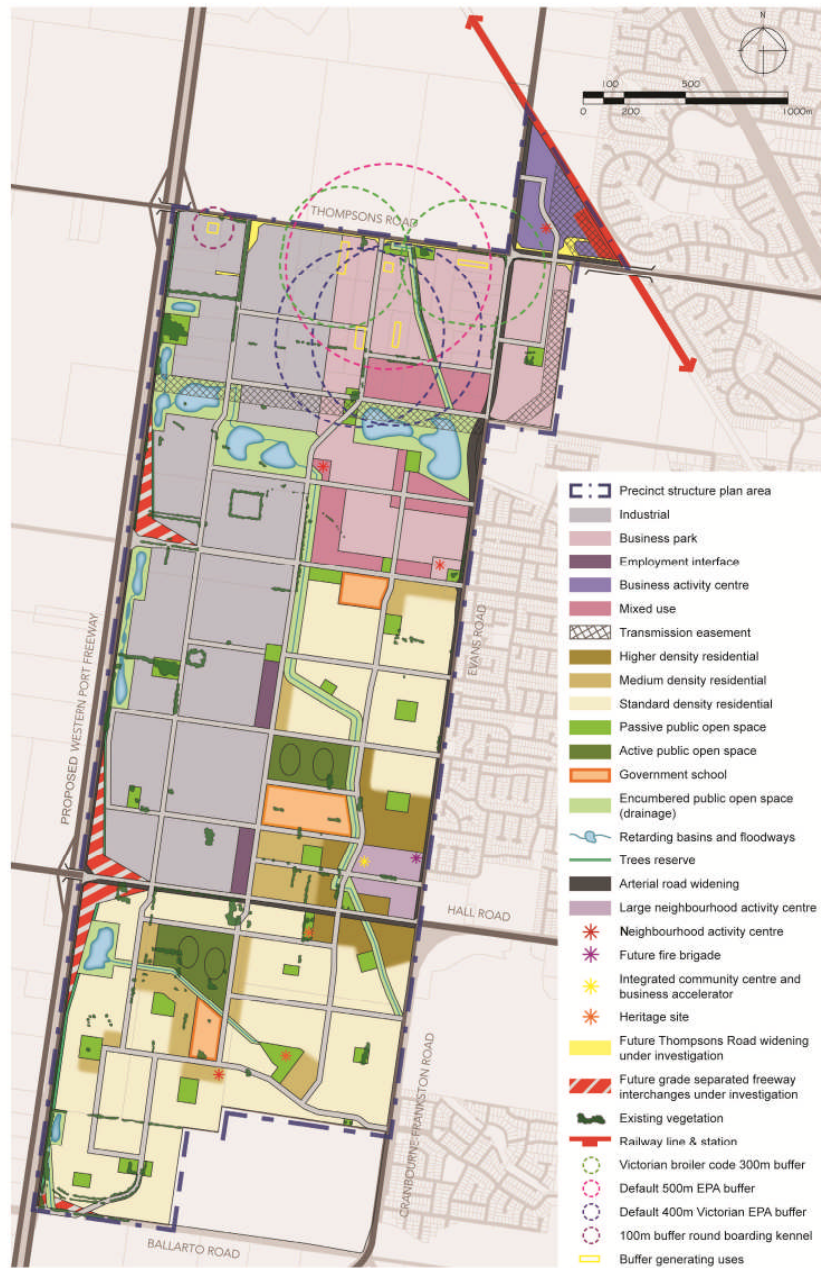 N
100 500
0 200 1000m
THOMPSONS ROAD
PROPOSED WESTERN PORT FREEWAY
EVANS ROAD
HALL ROAD
CRANBOURNE-FRANKSTON ROAD
BALLARTO ROAD
Precinct structure plan area
Industrial
Business park
Employment interface
Business activity centre
Mixed use
Transmission easement
Higher density residential
Medium density residential
Standard density residential
Passive public open space
Active public open space
Government school
Encumbered public open space
(drainage)
Retarding basins and floodways
Trees reserve
Arterial road widening
Large neighbourhood activity centre
Neighbourhood activity centre
Future fire brigade
Integrated community centre and
business accelerator
Heritage site
Future Thompsons Road widening
under investigation
Future grade separated freeway
interchanges under investigation
Existing vegetation
Railway line & station
Victorian broiler code 300m buffer
Default 500m EPA buffer
Default 400m Victorian EPA buffer
100m buffer round boarding kennel
Buffer generating uses